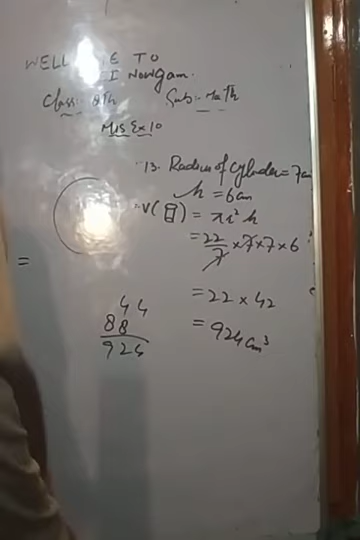 WELL ME TO
I Nowgam.
Class: 8th Sub: Math
Mis Ex 10
13. Radius of Cylinder = 7cm
h = 6cm
V( ) = πr²h
= 22/7 × 7 × 7 × 6
=
= 22 × 42
44
88
924
= 924 cm³